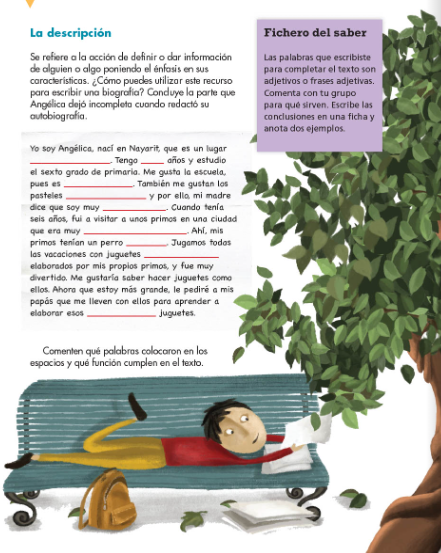 La descripción
Se refiere a la acción de definir o dar información
de alguien o algo poniendo el énfasis en sus
características. ¿Cómo puedes utilizar este recurso
para escribir una biografía? Completa la parte que
Angélica dejó incompleta cuando redactó su
autobiografía.
Yo soy Angélica, nací en Nayarit, que es un lugar
____________. Tengo ____ años y estudio
el sexto grado de primaria. Me gusta la escuela,
pues es __________. También me gustan los
pasteles ____________ y por ello, mi madre
dice que soy muy __________. Cuando tenía
seis años, fui a visitar a unos primos en una ciudad
que era muy ______________. Ahí, mis
primos tenían un perro ______. Jugamos todas
las vacaciones con juguetes ____________
elaborados por mis propios primos, y fue muy
divertido. Me gustaría saber hacer juguetes como
ellos. Ahora que estoy más grande, le pediré a mis
papás que me lleven con ellos para aprender a
elaborar esos __________ juguetes.
Comenten qué palabras colocaron en los
espacios y qué función cumplen en el texto.
Fichero del saber
Las palabras que escribiste
para completar el texto son
adjetivos o frases adjetivas.
Comenta con tu grupo
para qué sirven. Escribe las
conclusiones en una ficha y
anota dos ejemplos.